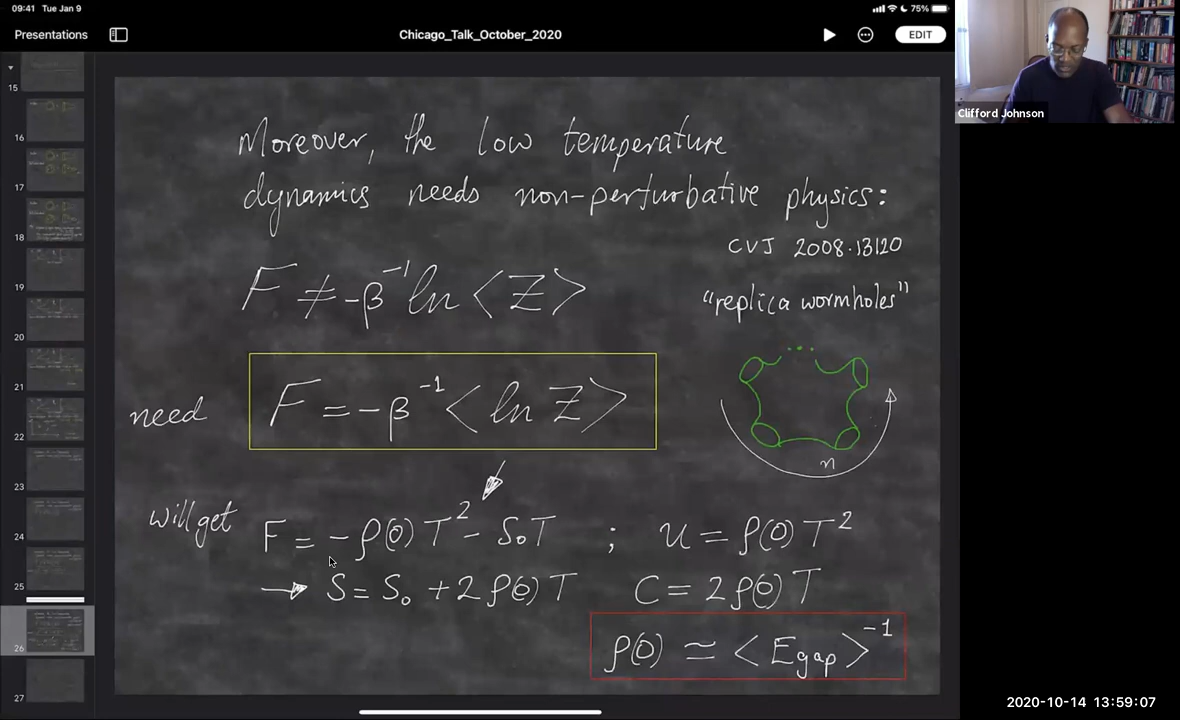 09:41 Tue Jan 9
75%
Presentations
Chicago_Talk_October_2020
EDIT
Clifford Johnson
15
16
17
18
19
20
21
22
23
24
25
26
27
Moreover, the low temperature
dynamics needs non-perturbative physics:
CVJ 2008.13120
F ≠ -β⁻¹ ln <Z>
"replica wormholes"
need F = -β⁻¹ <ln Z>
n
will get F = -ρ(0)T² - S₀T ; U = ρ(0)T²
→ S = S₀ + 2ρ(0)T C = 2ρ(0)T
ρ(0) ≃ <Egap>⁻¹
2020-10-14 13:59:07